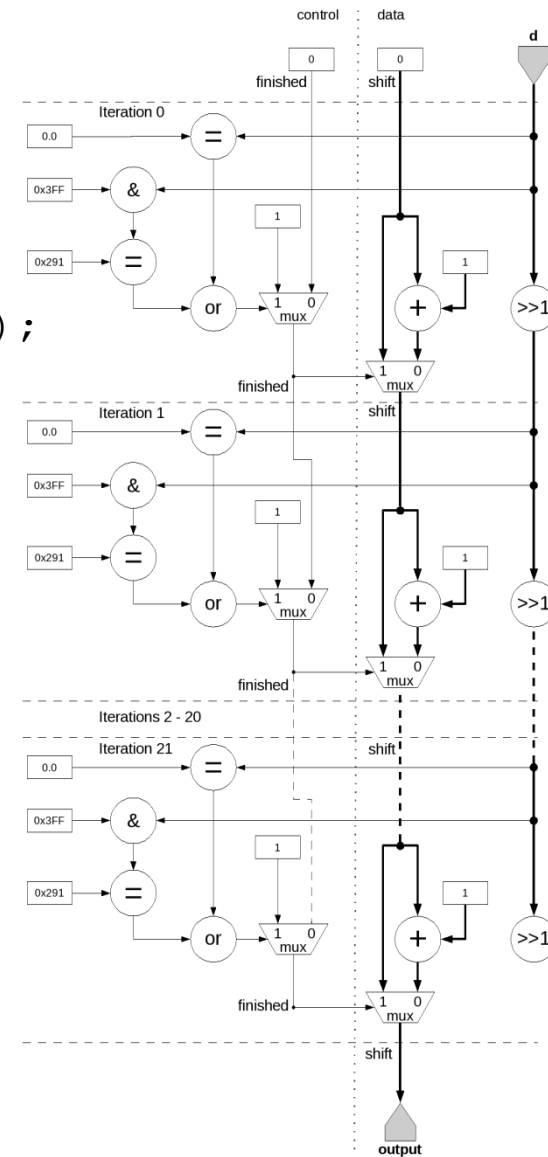 control data
d
0 0
finished shift
Iteration 0
0.0 =
0x3FF &
1
0x291 = 1
or 1 0 + >>1
mux
) ;
1 0
finished mux
Iteration 1 shift
0.0 =
0x3FF &
1
0x291 = 1
or 1 0 + >>1
mux
1 0
finished mux
Iterations 2 - 20
Iteration 21 shift
0.0 =
0x3FF &
1
0x291 = 1
or 1 0 + >>1
mux
1 0
finished mux
shift
output